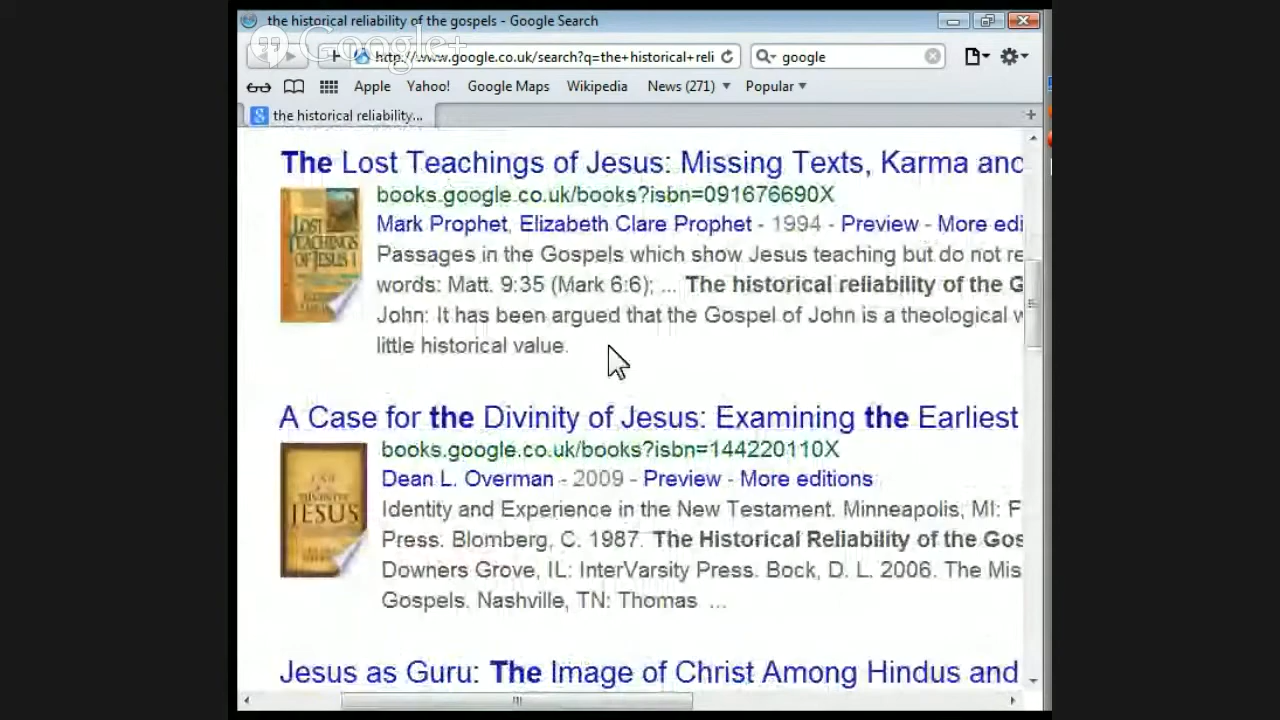 the historical reliability of the gospels - Google Search
Google+
http://www.google.co.uk/search?q=the+historical+reli
google
Apple
Yahoo!
Google Maps
Wikipedia
News (271)
Popular
the historical reliability...
The Lost Teachings of Jesus: Missing Texts, Karma and
books.google.co.uk/books?isbn=091676690X
Mark Prophet, Elizabeth Clare Prophet - 1994 - Preview - More edi
Passages in the Gospels which show Jesus teaching but do not re
words: Matt. 9:35 (Mark 6:6); ... The historical reliability of the G
John: It has been argued that the Gospel of John is a theological w
little historical value.
LOST TEACHINGS OF JESUS 1
A Case for the Divinity of Jesus: Examining the Earliest
books.google.co.uk/books?isbn=144220110X
Dean L. Overman - 2009 - Preview - More editions
Identity and Experience in the New Testament. Minneapolis, MI: F
Press. Blomberg, C. 1987. The Historical Reliability of the Gos
Downers Grove, IL: InterVarsity Press. Bock, D. L. 2006. The Mis
Gospels. Nashville, TN: Thomas ...
JESUS
Jesus as Guru: The Image of Christ Among Hindus and